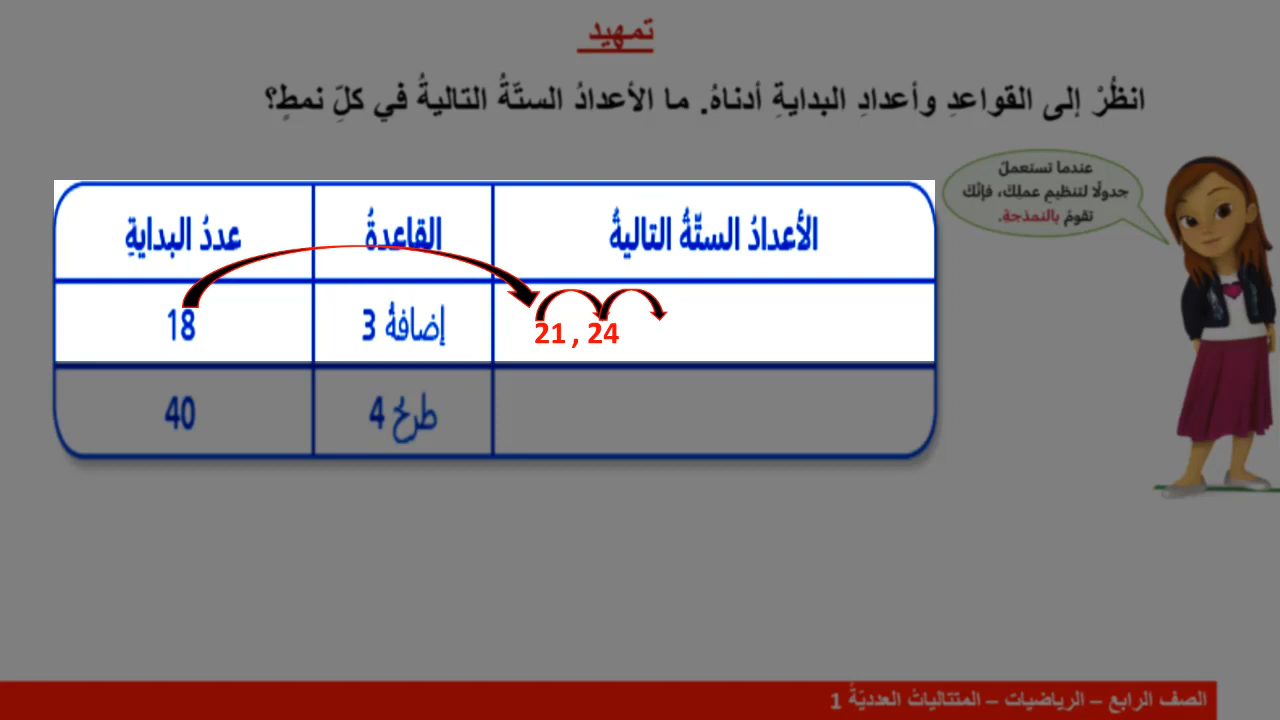 تمهيد
انظُرْ إلى القواعدِ وأعدادِ البدايةِ أدناهُ. ما الأعدادُ الستّةُ التاليةُ في كلِّ نمطٍ؟
عندما تستعملُ
جدولًا لتنظيمِ عملِكَ، فإنَّكَ
تقومُ بالنمذجةِ.
عددُ البدايةِ القاعدةُ الأعدادُ الستّةُ التاليةُ
18 إضافةُ 3 21 , 24
40 طرحُ 4
الصف الرابع – الرياضيات – المتتالياتُ العدديّةُ 1